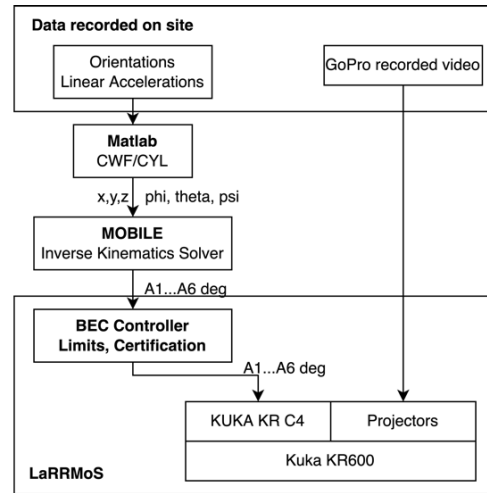 Data recorded on site
Orientations
Linear Accelerations
GoPro recorded video
Matlab
CWF/CYL
x,y,z phi, theta, psi
MOBILE
Inverse Kinematics Solver
A1...A6 deg
BEC Controller
Limits, Certification
A1...A6 deg
KUKA KR C4
Projectors
Kuka KR600
LaRRMoS